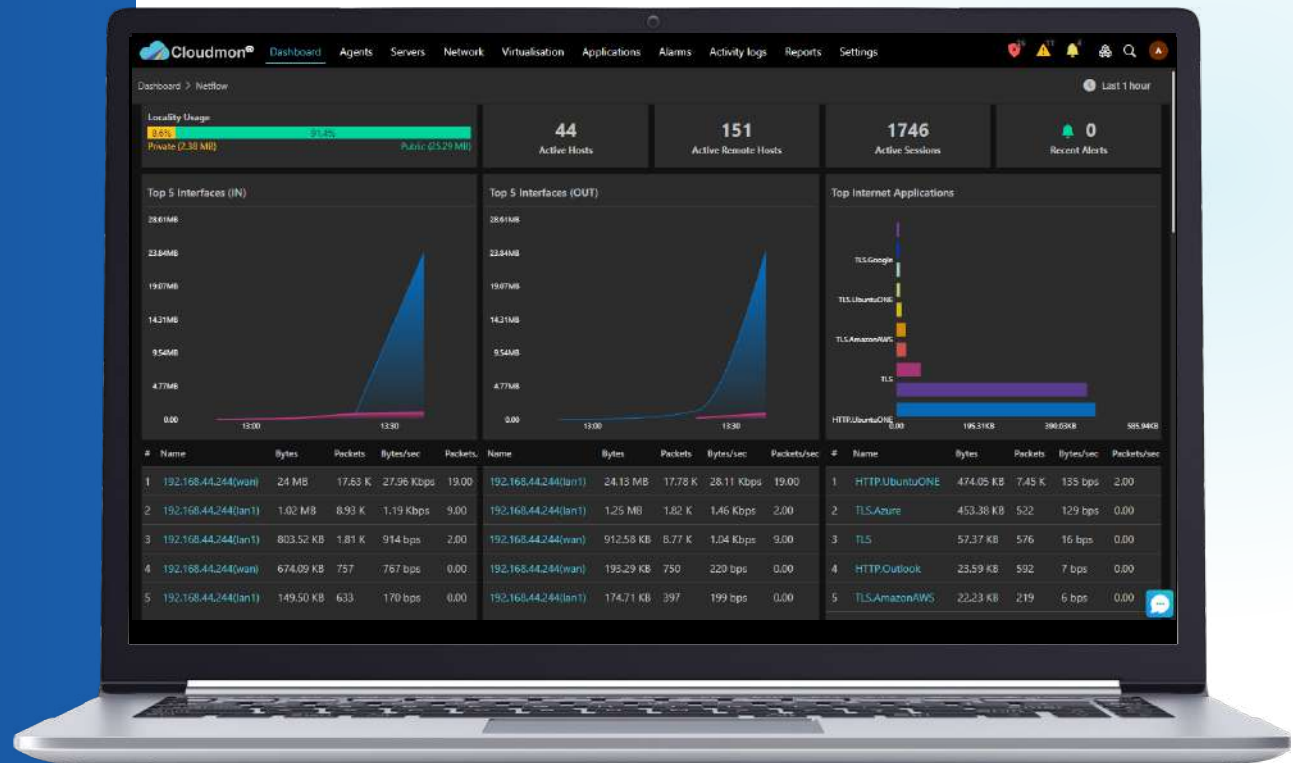 Cloudmon®
Dashboard Agents Servers Network Virtualisation Applications Alarms Activity logs Reports Settings
Dashboard > Netflow
Last 1 hour
Locality Usage
8.6% 91.4%
Private (2.38 MB) Public (25.29 MB)
44
Active Hosts
151
Active Remote Hosts
1746
Active Sessions
0
Recent Alerts
Top 5 Interfaces (IN)
28.61MB
23.84MB
19.07MB
14.31MB
9.54MB
4.77MB
0.00
13:00 13:30
Top 5 Interfaces (OUT)
28.61MB
23.84MB
19.07MB
14.31MB
9.54MB
4.77MB
0.00
13:00 13:30
Top Internet Applications
TLS.Google
TLS.UbuntuONE
TLS.AmazonAWS
TLS
HTTP.UbuntuONE
0.00 195.31KB 390.63KB 585.94KB
# Name Bytes Packets Bytes/sec Packets.
1 192.168.44.244(wan) 24 MB 17.63 K 27.96 Kbps 19.00
2 192.168.44.244(lan1) 1.02 MB 8.93 K 1.19 Kbps 9.00
3 192.168.44.244(lan1) 803.52 KB 1.81 K 914 bps 2.00
4 192.168.44.244(wan) 674.09 KB 757 767 bps 0.00
5 192.168.44.244(lan1) 149.50 KB 633 170 bps 0.00
Name Bytes Packets Bytes/sec Packets/sec
192.168.44.244(lan1) 24.13 MB 17.78 K 28.11 Kbps 19.00
192.168.44.244(lan1) 1.25 MB 1.82 K 1.46 Kbps 2.00
192.168.44.244(wan) 912.58 KB 8.77 K 1.04 Kbps 9.00
192.168.44.244(wan) 193.29 KB 750 220 bps 0.00
192.168.44.244(lan1) 174.71 KB 397 199 bps 0.00
# Name Bytes Packets Bytes/sec Packets/sec
1 HTTP.UbuntuONE 474.05 KB 7.45 K 135 bps 2.00
2 TLS.Azure 453.38 KB 522 129 bps 0.00
3 TLS 57.37 KB 576 16 bps 0.00
4 HTTP.Outlook 23.59 KB 592 7 bps 0.00
5 TLS.AmazonAWS 22.23 KB 219 6 bps 0.00